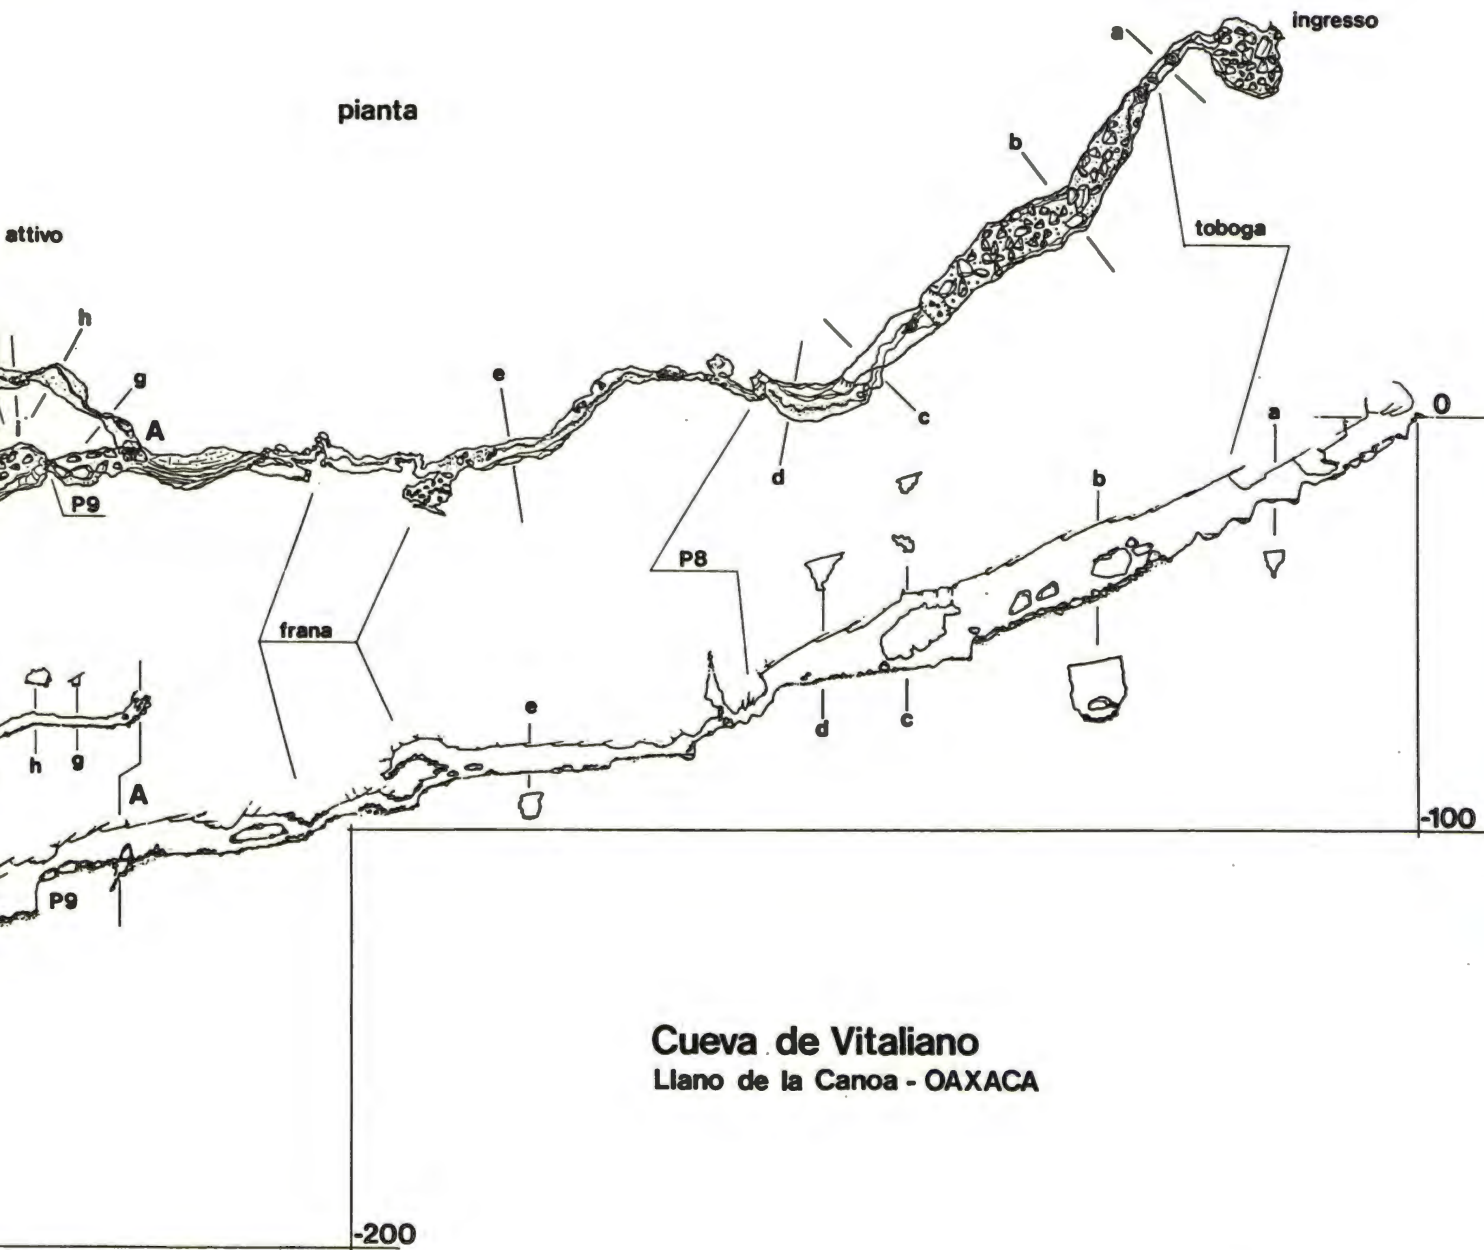 ingresso
a
pianta
b
toboga
attivo
h
g
e
i
A
c
d
P9
0
a
b
P8
frana
e
h
g
d
c
A
-100
P9
Cueva de Vitaliano
Llano de la Canoa - OAXACA
-200